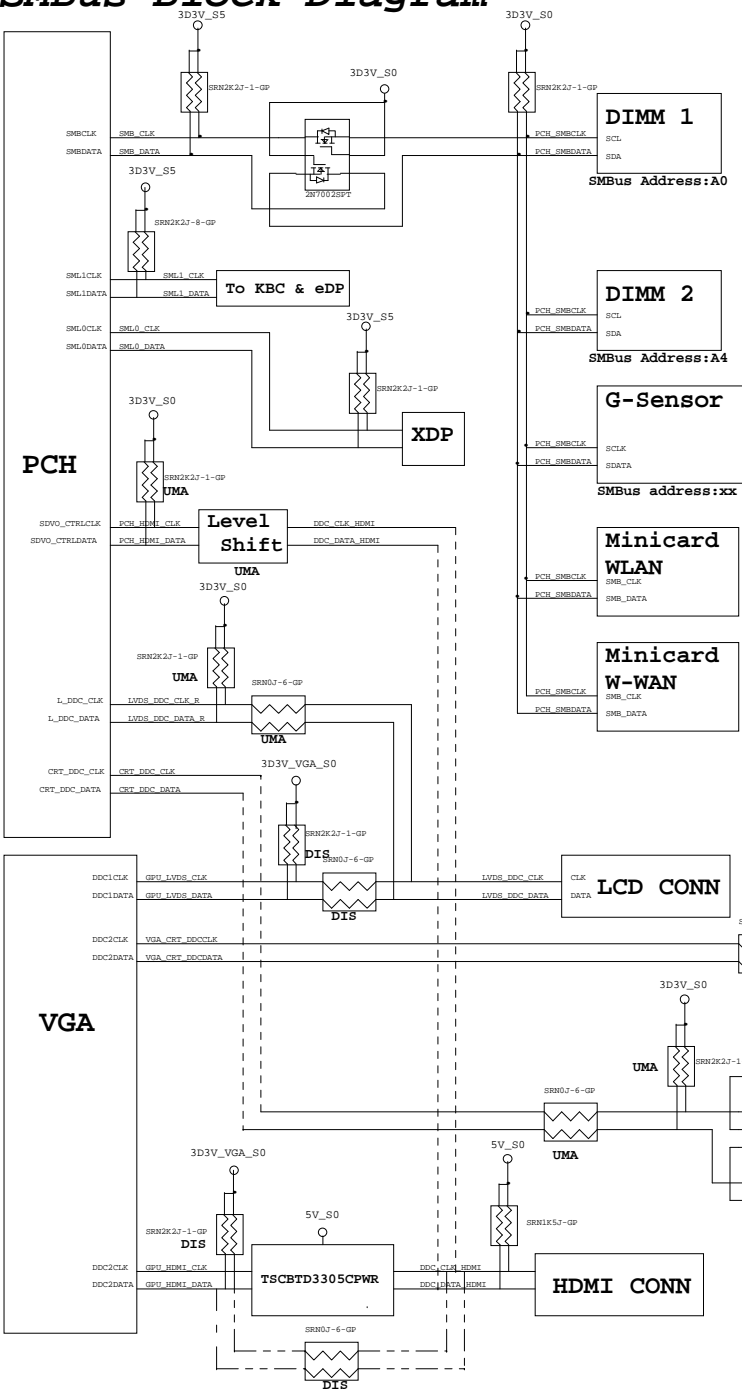 SMBus Block Diagram
3D3V_S5
3D3V_S0
SRN2K2J-1-GP
3D3V_S0
SRN2K2J-1-GP
DIMM 1
SMBCLK
SMB_CLK
PCH_SMBCLK
SCL
SMBDATA
SMB_DATA
PCH_SMBDATA
SDA
3D3V_S5
2N7002SPT
SMBus Address:A0
SRN2K2J-8-GP
SML1CLK
SML1_CLK
To KBC & eDP
SML1DATA
SML1_DATA
DIMM 2
PCH_SMBCLK
SCL
SML0CLK
SML0_CLK
3D3V_S5
PCH_SMBDATA
SDA
SML0DATA
SML0_DATA
SMBus Address:A4
SRN2K2J-1-GP
3D3V_S0
G-Sensor
XDP
PCH_SMBCLK
SCLK
PCH_SMBDATA
SDATA
PCH
SRN2K2J-1-GP
UMA
SMBus address:xx
SDVO_CTRLCLK
PCH_HDMI_CLK
Level
Shift
DDC_CLK_HDMI
SDVO_CTRLDATA
PCH_HDMI_DATA
DDC_DATA_HDMI
UMA
Minicard
WLAN
PCH_SMBCLK
SMB_CLK
PCH_SMBDATA
SMB_DATA
3D3V_S0
SRN2K2J-1-GP
UMA
SRN0J-6-GP
Minicard
W-WAN
PCH_SMBCLK
SMB_CLK
PCH_SMBDATA
SMB_DATA
L_DDC_CLK
LVDS_DDC_CLK_R
L_DDC_DATA
LVDS_DDC_DATA_R
UMA
3D3V_VGA_S0
CRT_DDC_CLK
CRT_DDC_CLK
CRT_DDC_DATA
CRT_DDC_DATA
SRN2K2J-1-GP
DIS
SRN0J-6-GP
DDC1CLK
GPU_LVDS_CLK
LVDS_DDC_CLK
CLK
LCD CONN
DDC1DATA
GPU_LVDS_DATA
LVDS_DDC_DATA
DATA
DIS
S
DDC2CLK
VGA_CRT_DDCCLK
DDC2DATA
VGA_CRT_DDCDATA
3D3V_S0
VGA
UMA
SRN2K2J-1
SRN0J-6-GP
UMA
3D3V_VGA_S0
5V_S0
5V_S0
SRN2K2J-1-GP
DIS
SRN1K5J-GP
DDC2CLK
GPU_HDMI_CLK
TSCBTD3305CPWR
DDC_CLK_HDMI
HDMI CONN
DDC2DATA
GPU_HDMI_DATA
DDC_DATA_HDMI
SRN0J-6-GP
DIS